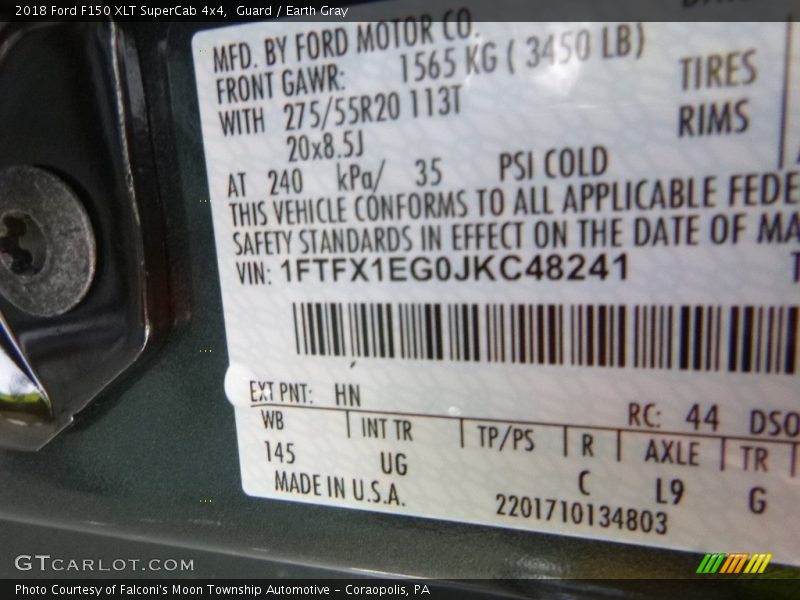 2018 Ford F150 XLT SuperCab 4x4, Guard / Earth Gray
MFD. BY FORD MOTOR CO.
FRONT GAWR: 1565 KG ( 3450 LB)
WITH 275/55R20 113T TIRES
20x8.5J RIMS
AT 240 kPa/ 35 PSI COLD
THIS VEHICLE CONFORMS TO ALL APPLICABLE FEDE
SAFETY STANDARDS IN EFFECT ON THE DATE OF MA
VIN: 1FTFX1EG0JKC48241
EXT PNT: HN RC: 44 DSO
WB INT TR TP/PS R AXLE TR
145 UG C L9 G
MADE IN U.S.A. 2201710134803
GTCARLOT.COM
Photo Courtesy of Falconi's Moon Township Automotive – Coraopolis, PA